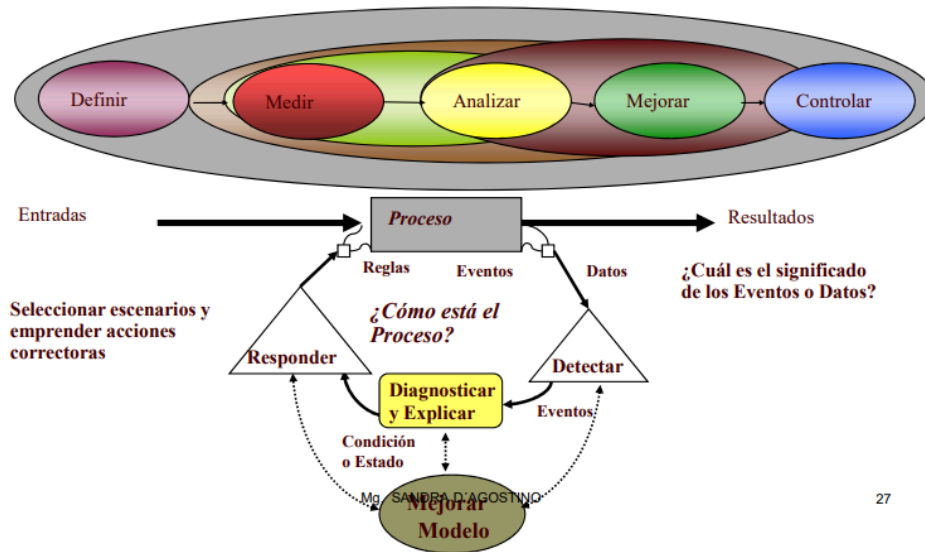 Definir
Medir
Analizar
Mejorar
Controlar
Entradas
Proceso
Resultados
Reglas
Eventos
Datos
¿Cuál es el significado
de los Eventos o Datos?
Seleccionar escenarios y
emprender acciones
correctoras
¿Cómo está el
Proceso?
Responder
Detectar
Diagnosticar
y Explicar
Eventos
Condición
o Estado
Mg. SANDRA D´AGOSTINO
27
Mejorar
Modelo